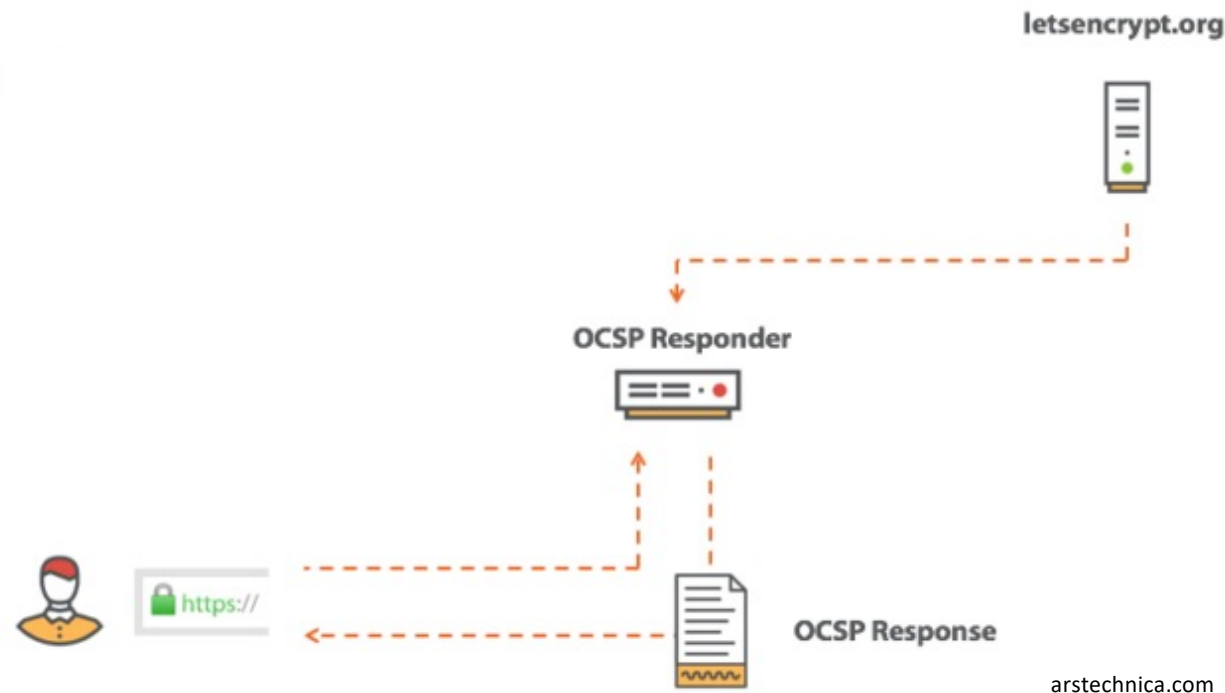 letsencrypt.org
OCSP Responder
https://
OCSP Response
arstechnica.com